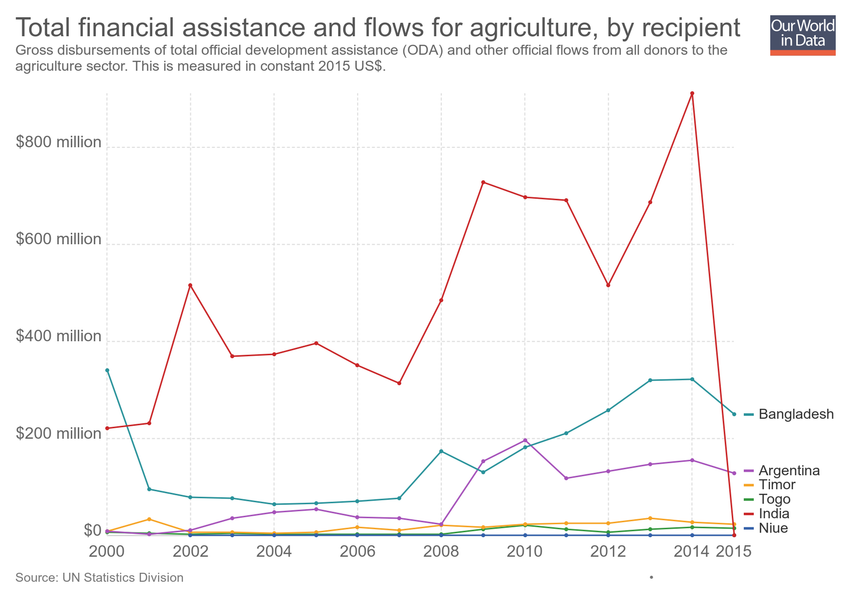 Total financial assistance and flows for agriculture, by recipient
Our World
in Data
Gross disbursements of total official development assistance (ODA) and other official flows from all donors to the
agriculture sector. This is measured in constant 2015 US$.
$800 million
$600 million
$400 million
$200 million
$0
Bangladesh
Argentina
Timor
Togo
India
Niue
2000
2002
2004
2006
2008
2010
2012
2014
2015
Source: UN Statistics Division